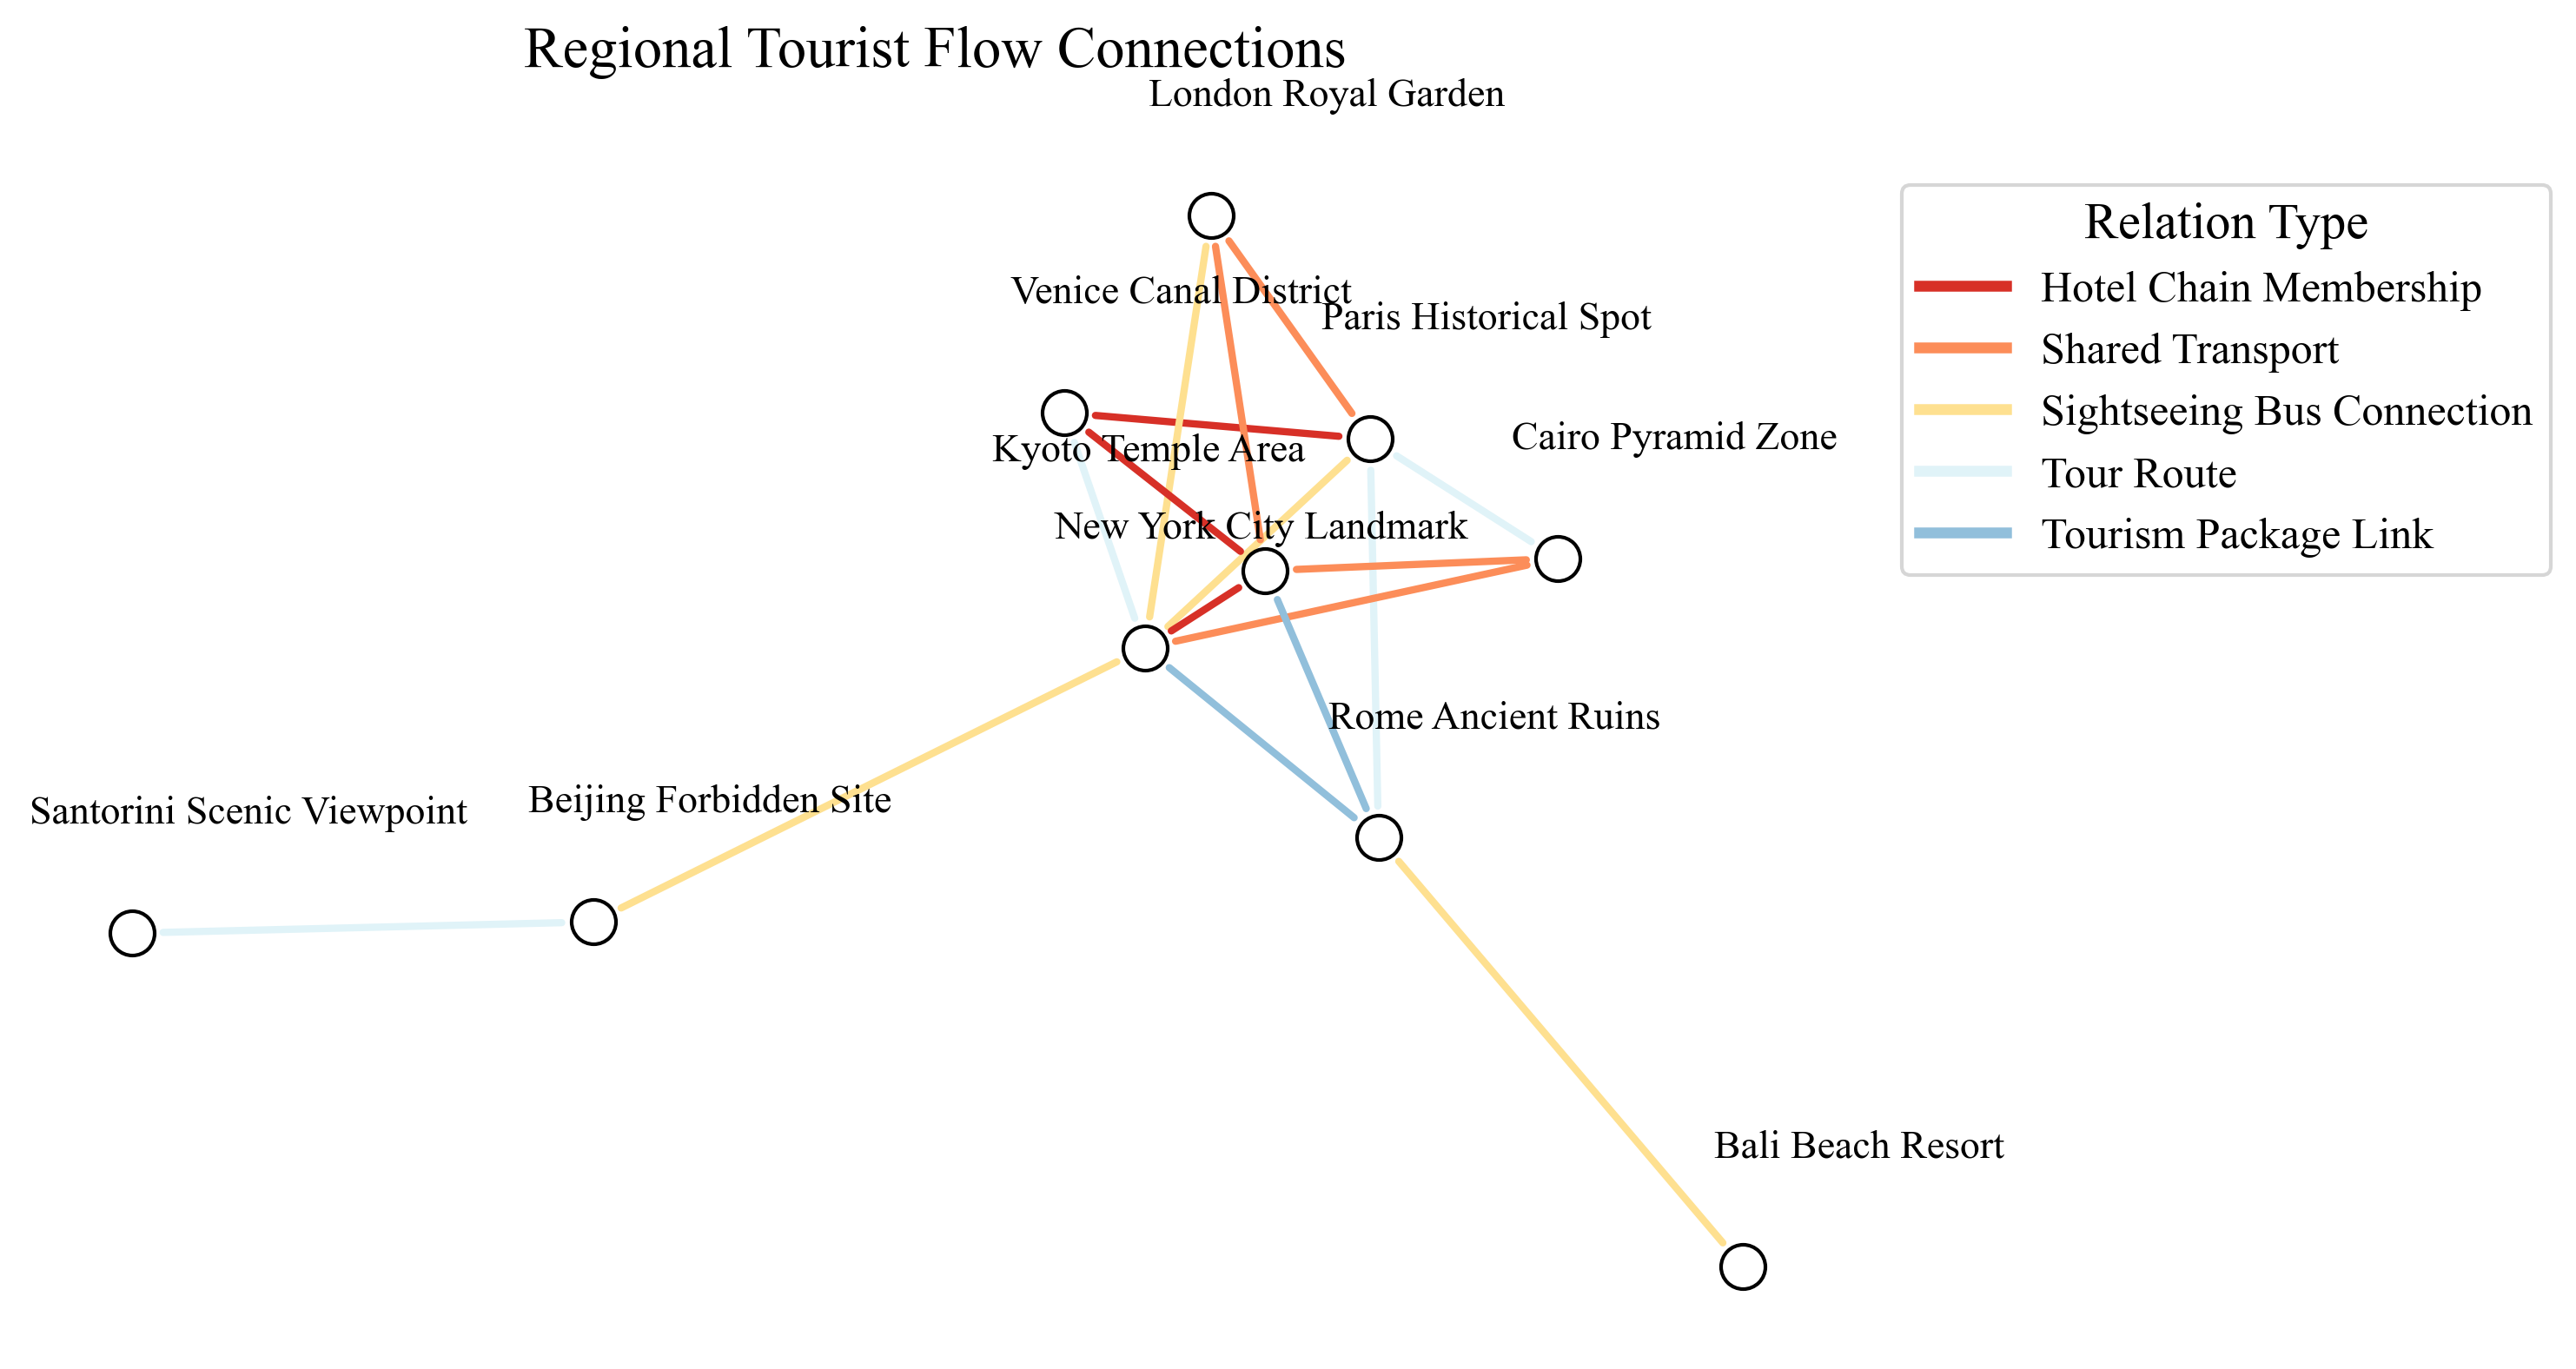 Regional Tourist Flow Connections
London Royal Garden
Venice Canal District
Paris Historical Spot
Kyoto Temple Area
Cairo Pyramid Zone
New York City Landmark
Rome Ancient Ruins
Santorini Scenic Viewpoint
Beijing Forbidden Site
Bali Beach Resort
Relation Type
Hotel Chain Membership
Shared Transport
Sightseeing Bus Connection
Tour Route
Tourism Package Link